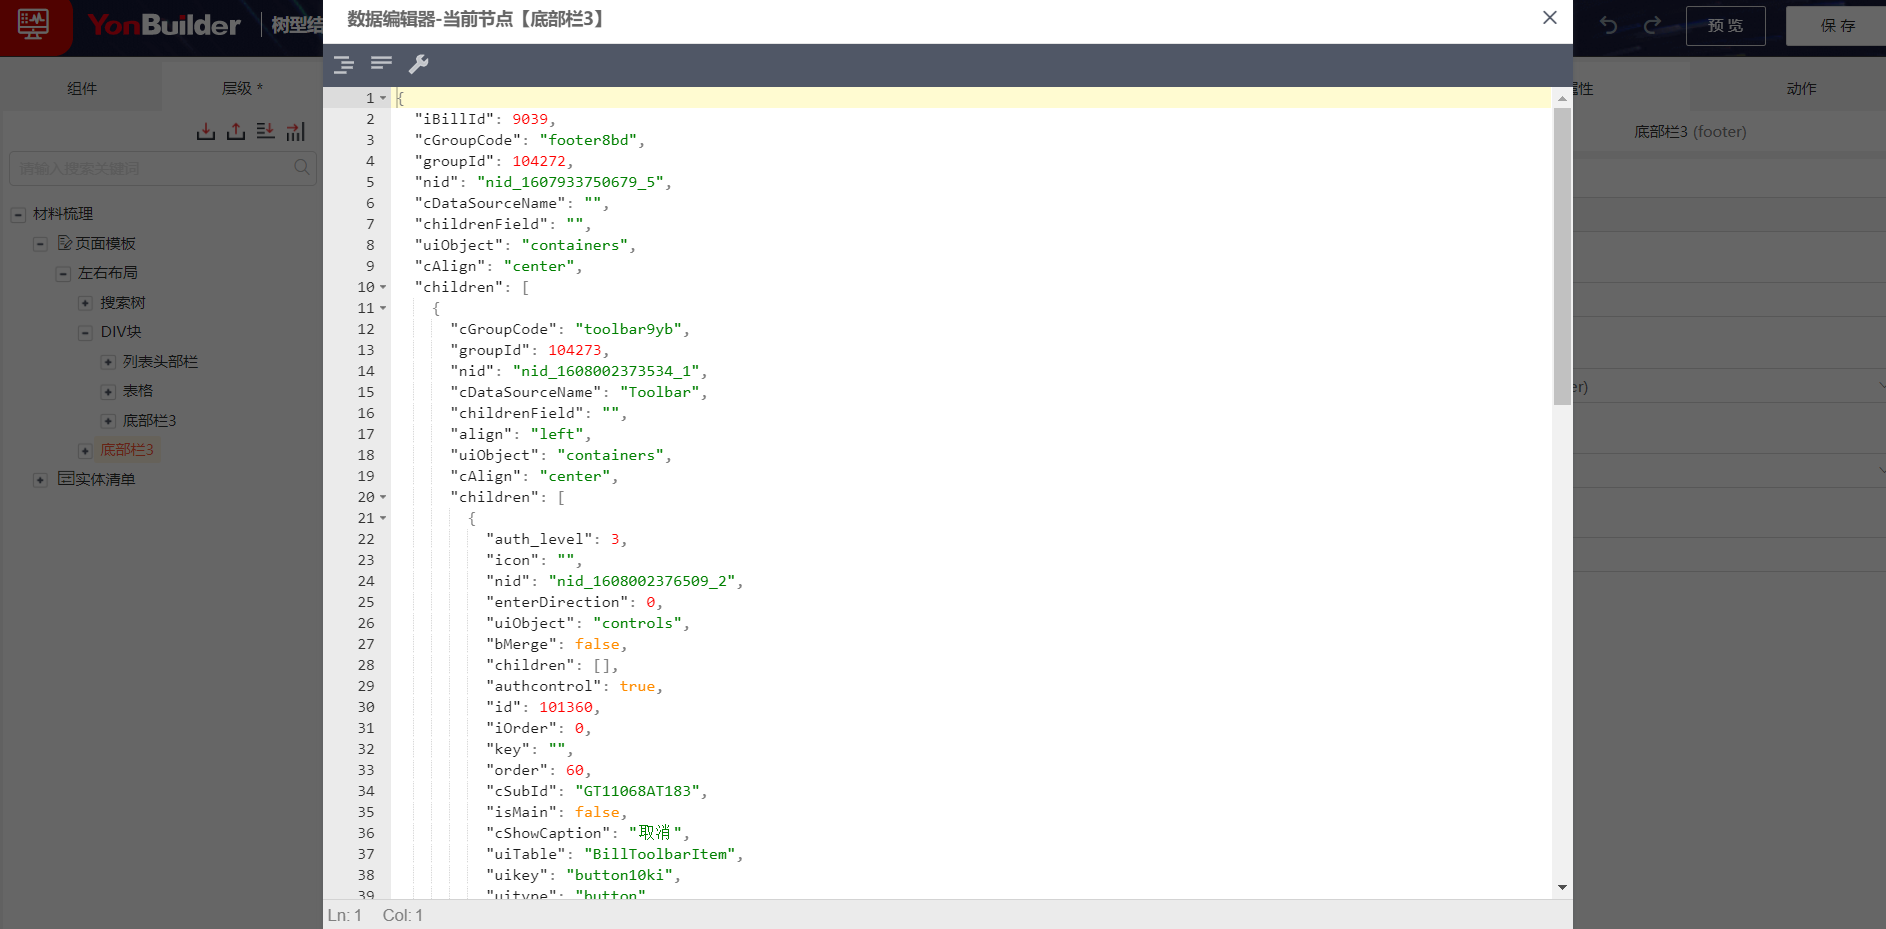 YonBuilder
树型结
数据编辑器-当前节点【底部栏3】
预 览
保 存
组件
层级 *
属性
动作
底部栏3 (footer)
请输入搜索关键词
材料梳理
页面模板
左右布局
搜索树
DIV块
列表头部栏
表格
底部栏3
底部栏3
实体清单
er)
1 {
2 "iBillId": 9039,
3 "cGroupCode": "footer8bd",
4 "groupId": 104272,
5 "nid": "nid_1607933750679_5",
6 "cDataSourceName": "",
7 "childrenField": "",
8 "uiObject": "containers",
9 "cAlign": "center",
10 "children": [
11 {
12 "cGroupCode": "toolbar9yb",
13 "groupId": 104273,
14 "nid": "nid_1608002373534_1",
15 "cDataSourceName": "Toolbar",
16 "childrenField": "",
17 "align": "left",
18 "uiObject": "containers",
19 "cAlign": "center",
20 "children": [
21 {
22 "auth_level": 3,
23 "icon": "",
24 "nid": "nid_1608002376509_2",
25 "enterDirection": 0,
26 "uiObject": "controls",
27 "bMerge": false,
28 "children": [],
29 "authcontrol": true,
30 "id": 101360,
31 "iOrder": 0,
32 "key": "",
33 "order": 60,
34 "cSubId": "GT11068AT183",
35 "isMain": false,
36 "cShowCaption": "取消",
37 "uiTable": "BillToolbarItem",
38 "uikey": "button10ki",
39 "uitype": "button"
Ln: 1 Col: 1